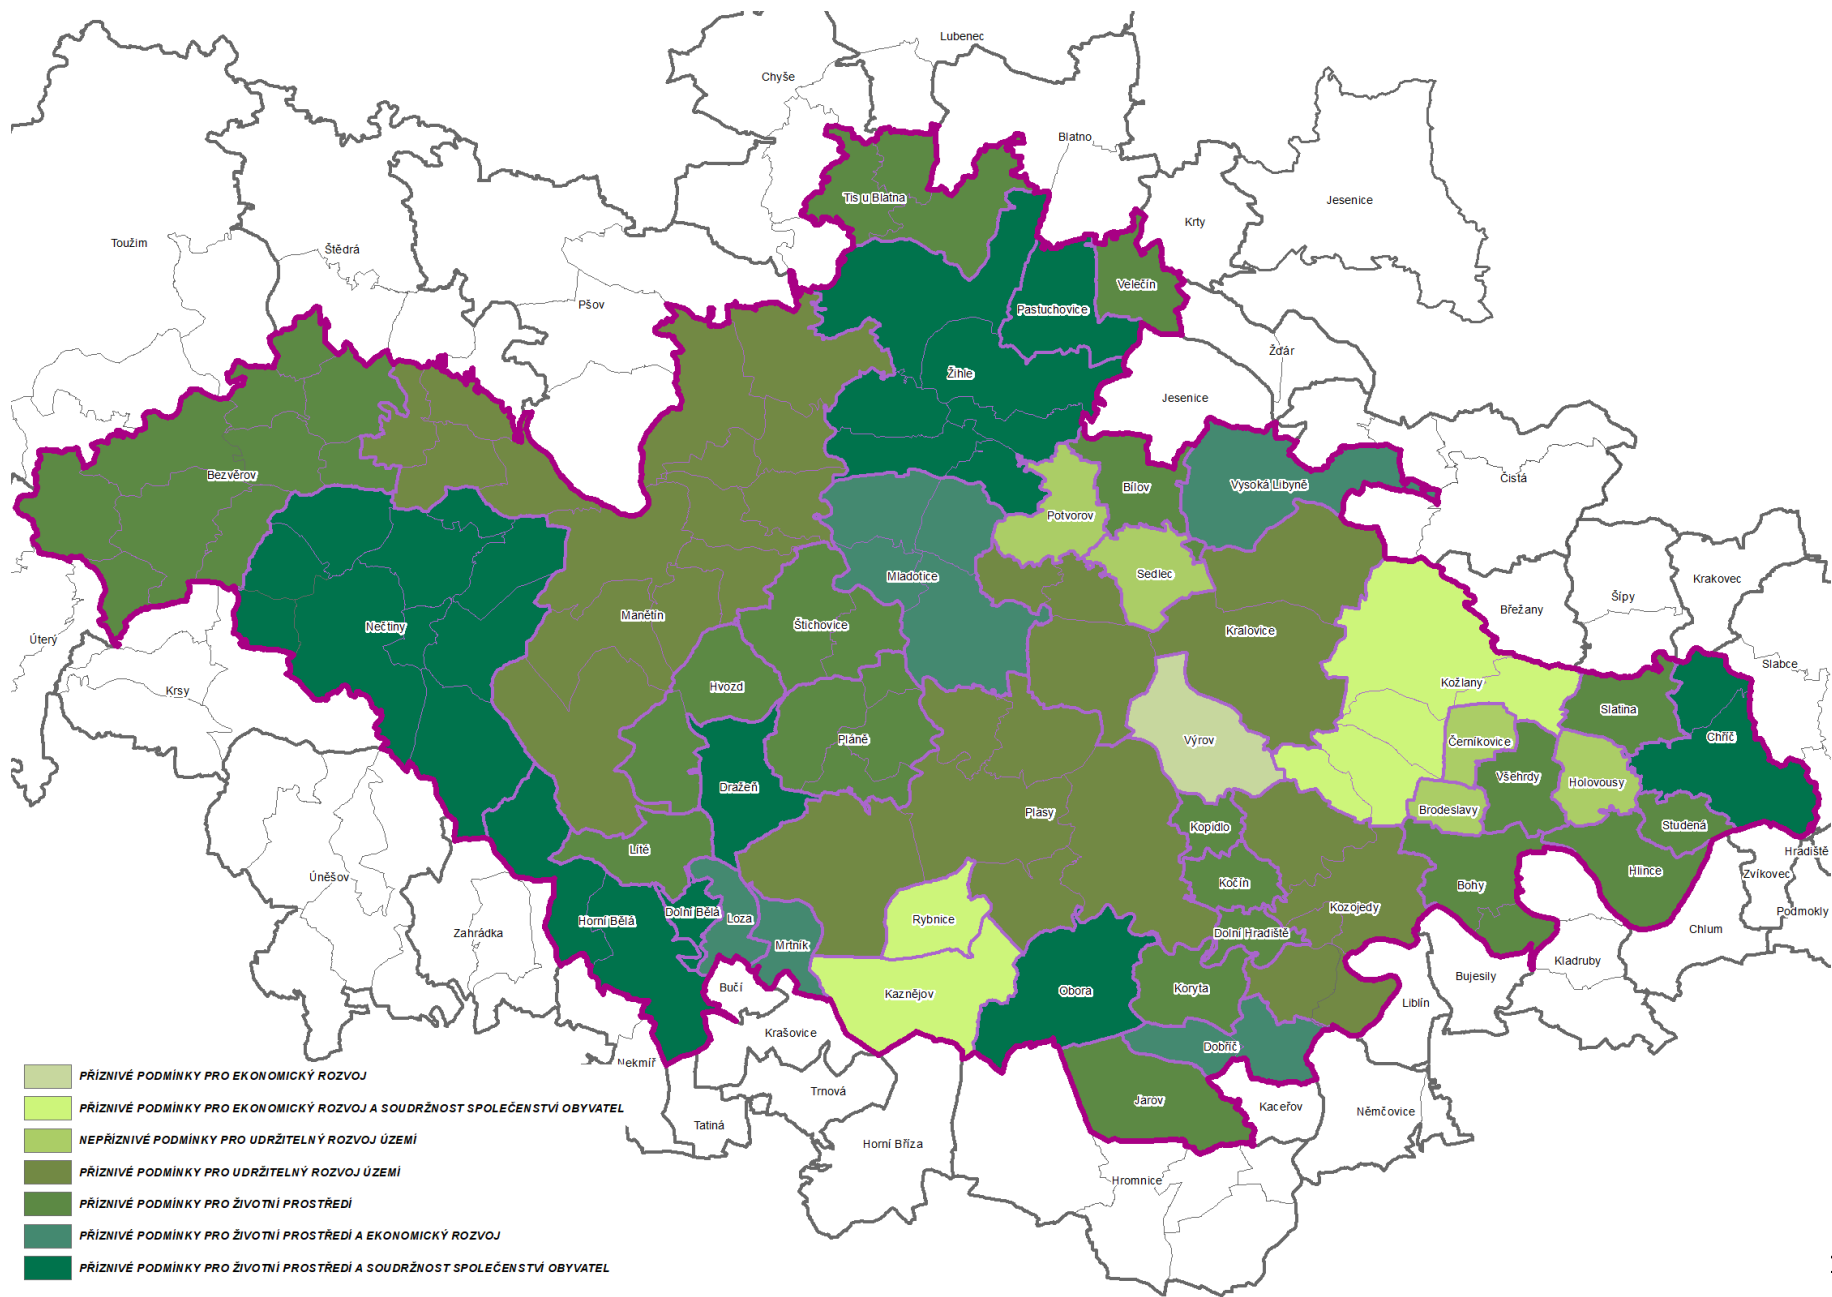 Lubenec
Chyše
Blatno
Tis u Blatna
Jesenice
Krty
Toužim
Štědrá
Velečín
Pšov
Pastuchovice
Žďár
Žihle
Jesenice
Bezvěrov
Čistá
Vysoká Libyně
Bílov
Potvorov
Sedlec
Mladotice
Krakovec
Šípy
Břežany
Manětín
Štichovice
Nečtiny
Kralovice
Úterý
Slabce
Kožlany
Hvozd
Krsy
Slatina
Chříč
Pláně
Výrov
Černíkovice
Všehrdy
Holovousy
Dražeň
Plasy
Brodeslavy
Kopidlo
Studená
Líté
Hradiště
Hlince
Zvíkovec
Úněšov
Kočín
Bohy
Kozojedy
Podmokly
Dolní Bělá
Loza
Rybnice
Horní Bělá
Chlum
Zahrádka
Mrtník
Dolní Hradiště
Kladruby
Bujesily
Bučí
Kaznějov
Obora
Koryta
Liblín
Krašovice
Dobříč
Nekmíř
Trnová
Jarov
Kaceřov
Němčovice
Tatiná
Horní Bříza
Hromnice
PŘÍZNIVÉ PODMÍNKY PRO EKONOMICKÝ ROZVOJ
PŘÍZNIVÉ PODMÍNKY PRO EKONOMICKÝ ROZVOJ A SOUDRŽNOST SPOLEČENSTVÍ OBYVATEL
NEPŘÍZNIVÉ PODMÍNKY PRO UDRŽITELNÝ ROZVOJ ÚZEMÍ
PŘÍZNIVÉ PODMÍNKY PRO UDRŽITELNÝ ROZVOJ ÚZEMÍ
PŘÍZNIVÉ PODMÍNKY PRO ŽIVOTNÍ PROSTŘEDÍ
PŘÍZNIVÉ PODMÍNKY PRO ŽIVOTNÍ PROSTŘEDÍ A EKONOMICKÝ ROZVOJ
PŘÍZNIVÉ PODMÍNKY PRO ŽIVOTNÍ PROSTŘEDÍ A SOUDRŽNOST SPOLEČENSTVÍ OBYVATEL